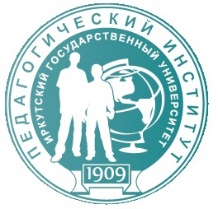 ПЕДАГОГИЧЕСКИЙ ИНСТИТУТ
ИРКУТСКИЙ ГОСУДАРСТВЕННЫЙ УНИВЕРСИТЕТ
1909